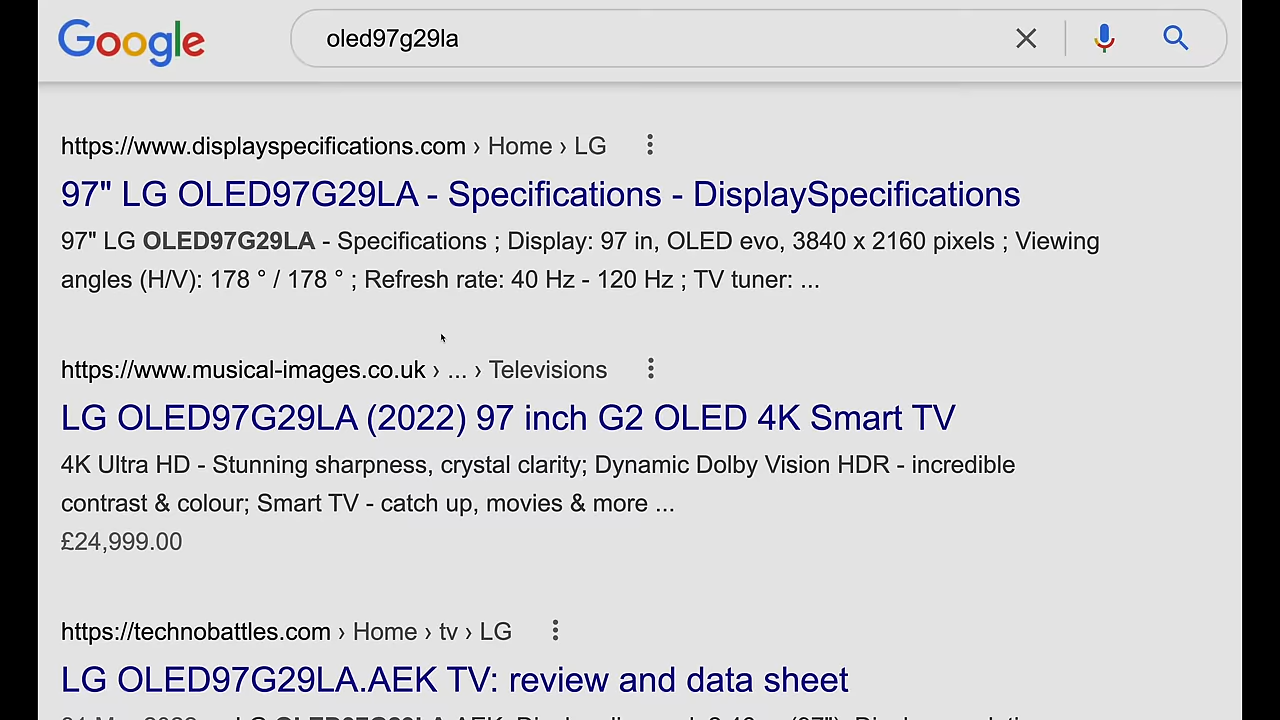 Google
oled97g29la
https://www.displayspecifications.com › Home › LG
97" LG OLED97G29LA - Specifications - DisplaySpecifications
97" LG OLED97G29LA - Specifications ; Display: 97 in, OLED evo, 3840 x 2160 pixels ; Viewing
angles (H/V): 178 ° / 178 ° ; Refresh rate: 40 Hz - 120 Hz ; TV tuner: ...
https://www.musical-images.co.uk › ... › Televisions
LG OLED97G29LA (2022) 97 inch G2 OLED 4K Smart TV
4K Ultra HD - Stunning sharpness, crystal clarity; Dynamic Dolby Vision HDR - incredible
contrast & colour; Smart TV - catch up, movies & more ...
£24,999.00
https://technobattles.com › Home › tv › LG
LG OLED97G29LA.AEK TV: review and data sheet